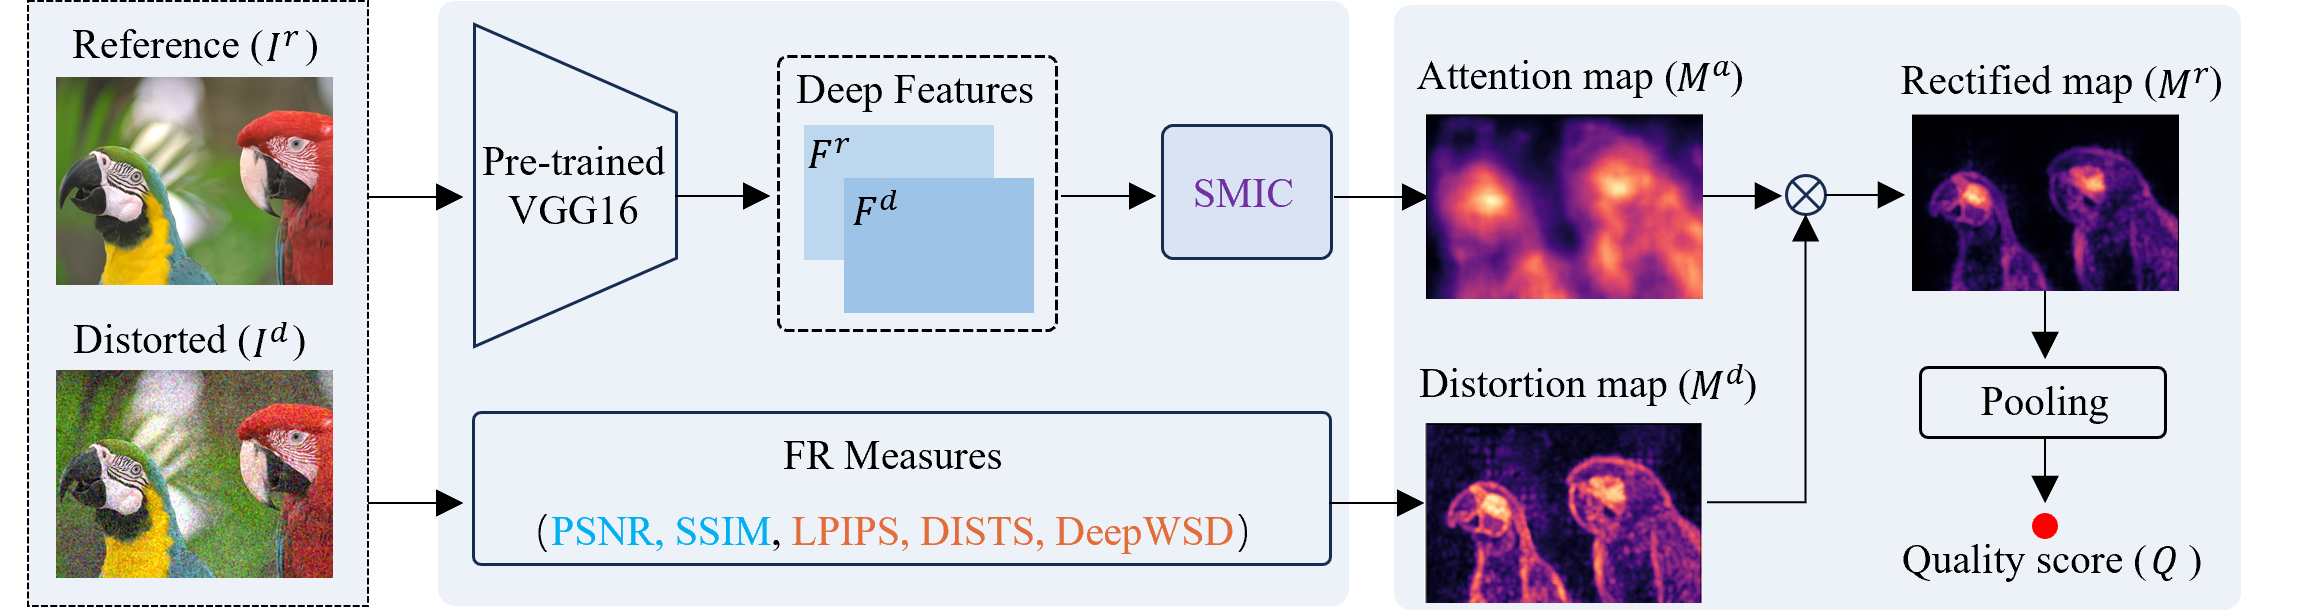 Reference (I^r)
Distorted (I^d)
Pre-trained
VGG16
Deep Features
F^r
F^d
SMIC
FR Measures
(PSNR, SSIM, LPIPS, DISTS, DeepWSD)
Attention map (M^a)
Distortion map (M^d)
Rectified map (M^r)
Pooling
Quality score (Q )